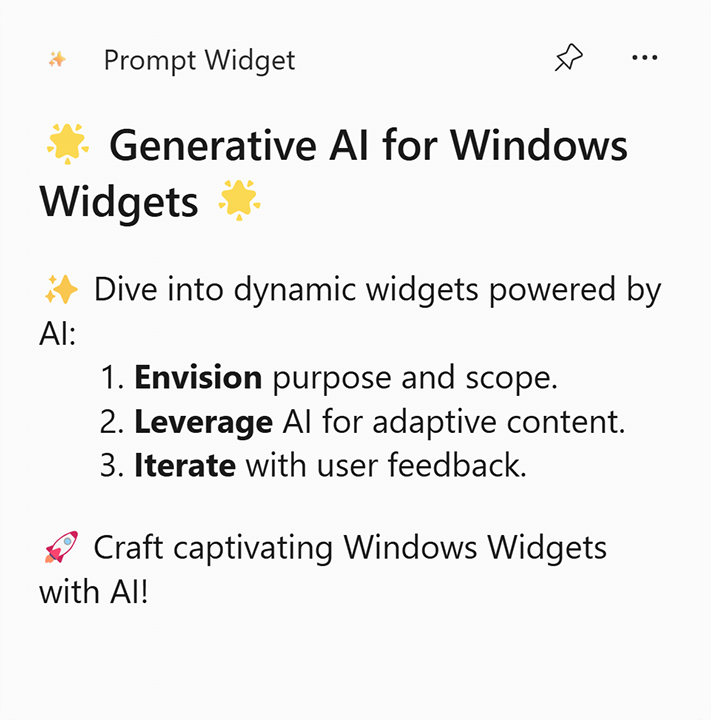 Prompt Widget
🌟 Generative AI for Windows
Widgets 🌟
✨ Dive into dynamic widgets powered by
AI:
1. Envision purpose and scope.
2. Leverage AI for adaptive content.
3. Iterate with user feedback.
🚀 Craft captivating Windows Widgets
with AI!